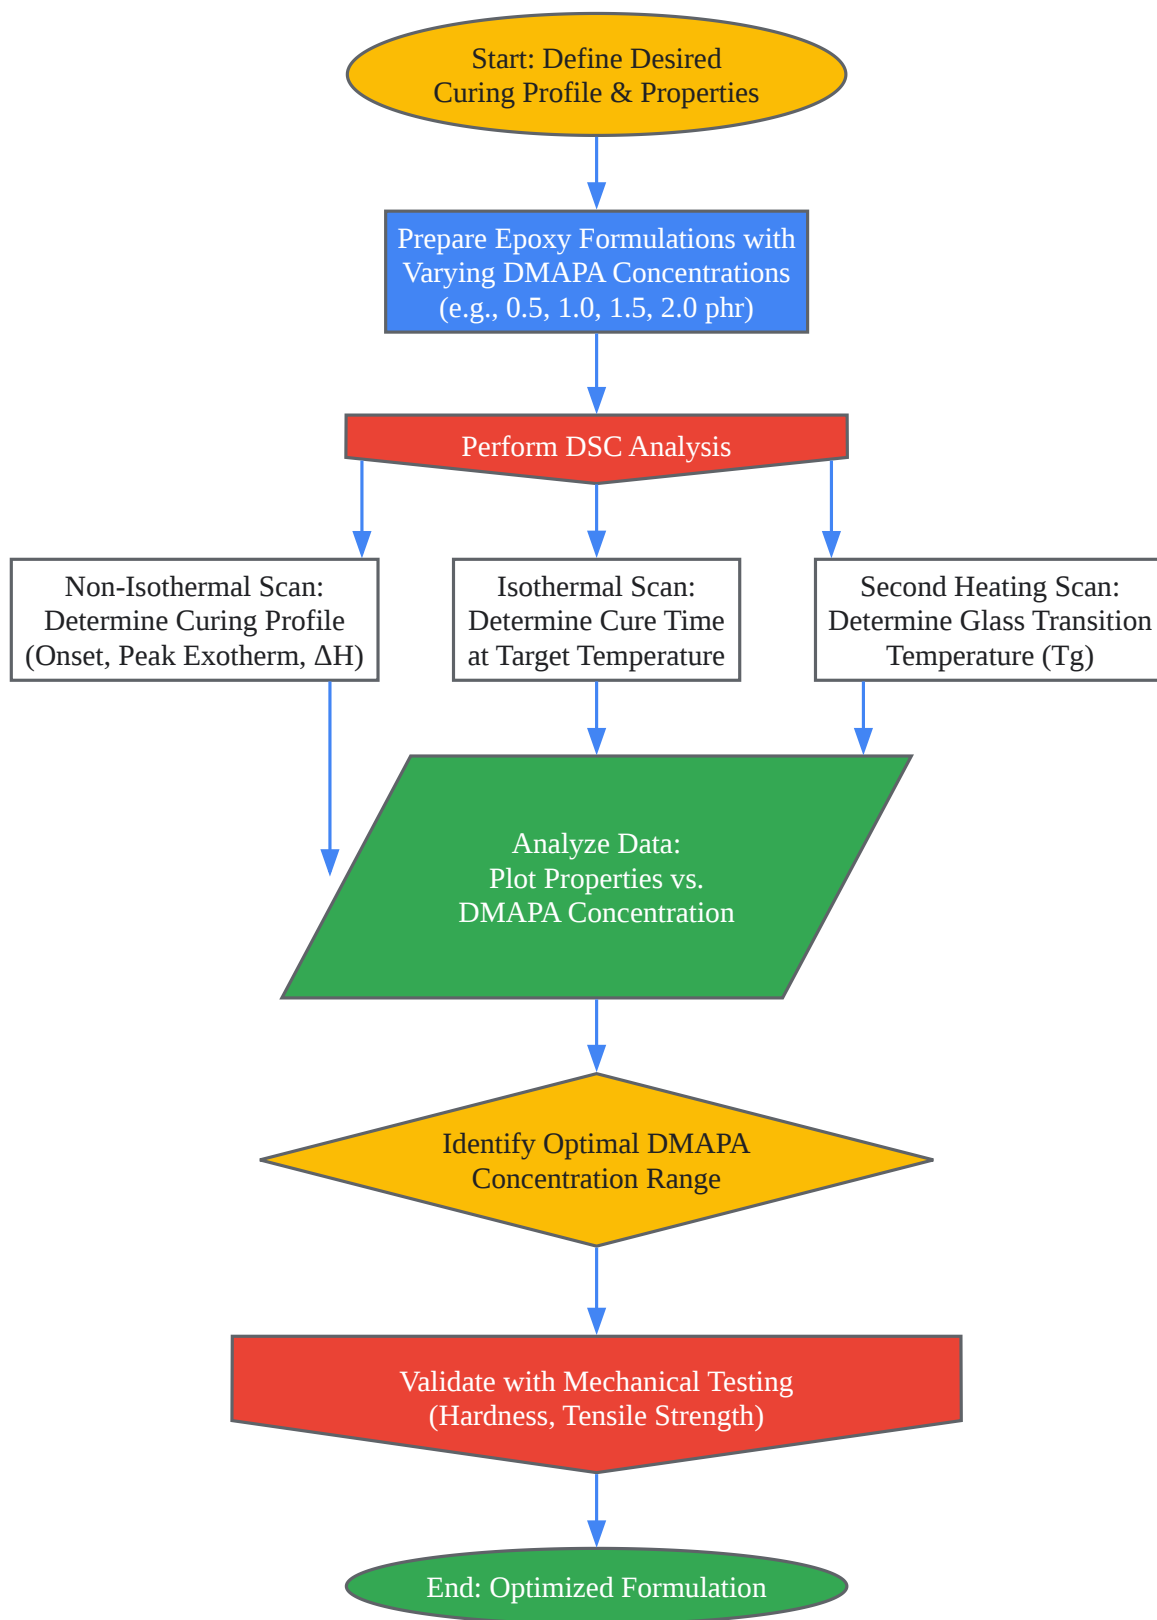 Start: Define Desired
Curing Profile & Properties
Prepare Epoxy Formulations with
Varying DMAPA Concentrations
(e.g., 0.5, 1.0, 1.5, 2.0 phr)
Perform DSC Analysis
Non-Isothermal Scan:
Determine Curing Profile
(Onset, Peak Exotherm, ΔH)
Isothermal Scan:
Determine Cure Time
at Target Temperature
Second Heating Scan:
Determine Glass Transition
Temperature (Tg)
Analyze Data:
Plot Properties vs.
DMAPA Concentration
Identify Optimal DMAPA
Concentration Range
Validate with Mechanical Testing
(Hardness, Tensile Strength)
End: Optimized Formulation